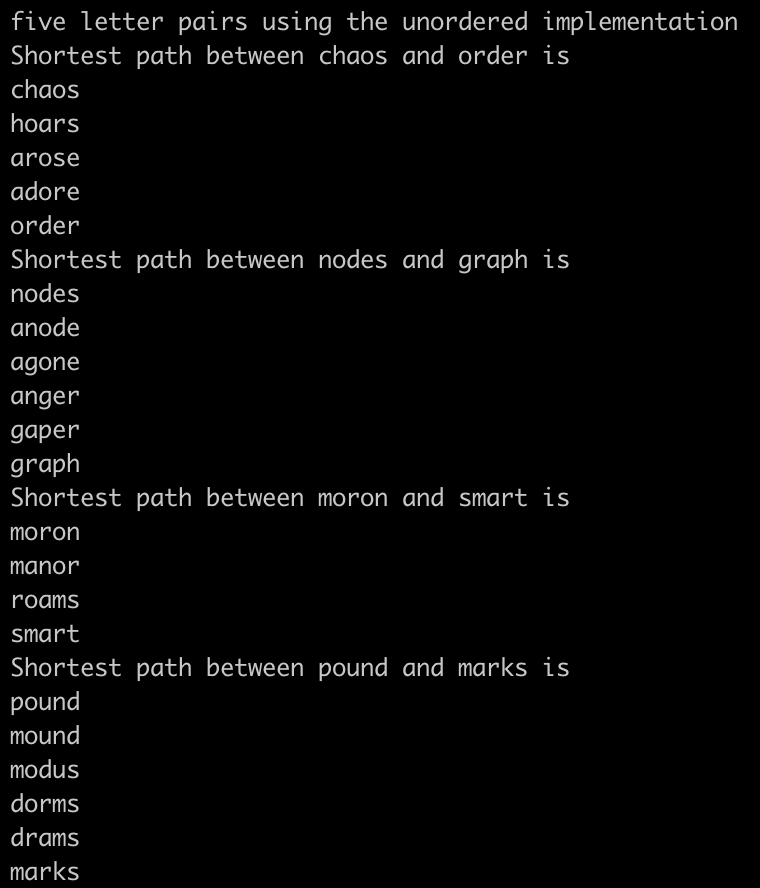 five letter pairs using the unordered implementation
Shortest path between chaos and order is
chaos
hoars
arose
adore
order
Shortest path between nodes and graph is
nodes
anode
agone
anger
gaper
graph
Shortest path between moron and smart is
moron
manor
roams
smart
Shortest path between pound and marks is
pound
mound
modus
dorms
drams
marks